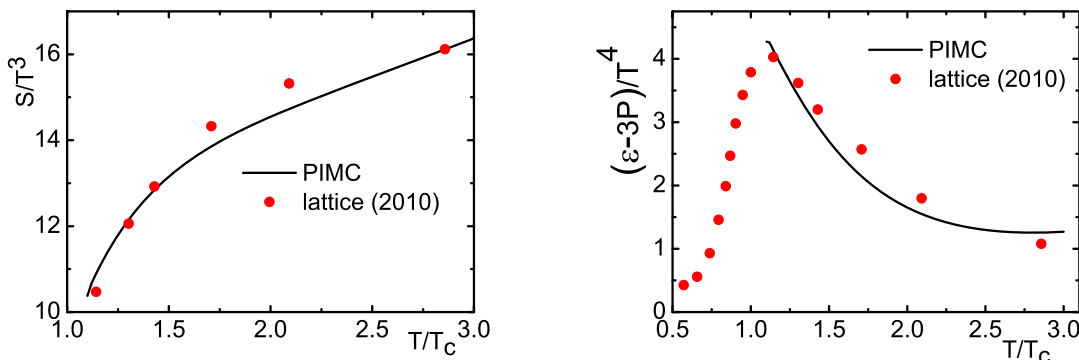 S/T³
16
14
12
10
1.0 1.5 2.0 2.5 3.0
T/Tc
PIMC
lattice (2010)
(ε-3P)/T⁴
4
3
2
1
0
0.5 1.0 1.5 2.0 2.5 3.0
T/Tc
PIMC
lattice (2010)